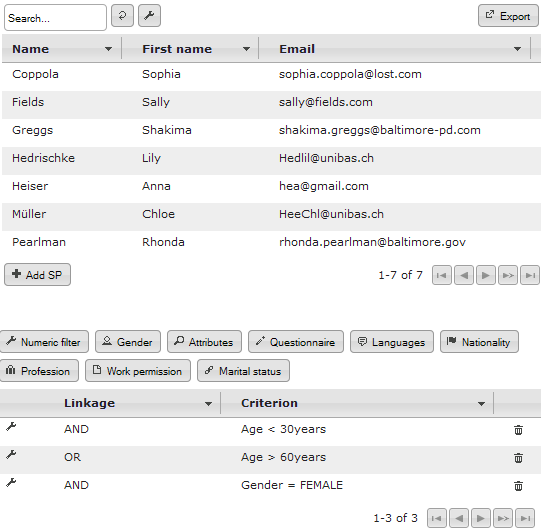 Search... Export
Name First name Email
Coppola Sophia sophia.coppola@lost.com
Fields Sally sally@fields.com
Greggs Shakima shakima.greggs@baltimore-pd.com
Hedrischke Lily Hedlil@unibas.ch
Heiser Anna hea@gmail.com
Müller Chloe HeeChl@unibas.ch
Pearlman Rhonda rhonda.pearlman@baltimore.gov
Add SP 1-7 of 7
Numeric filter Gender Attributes Questionnaire Languages Nationality
Profession Work permission Marital status
Linkage Criterion
AND Age < 30years
OR Age > 60years
AND Gender = FEMALE
1-3 of 3